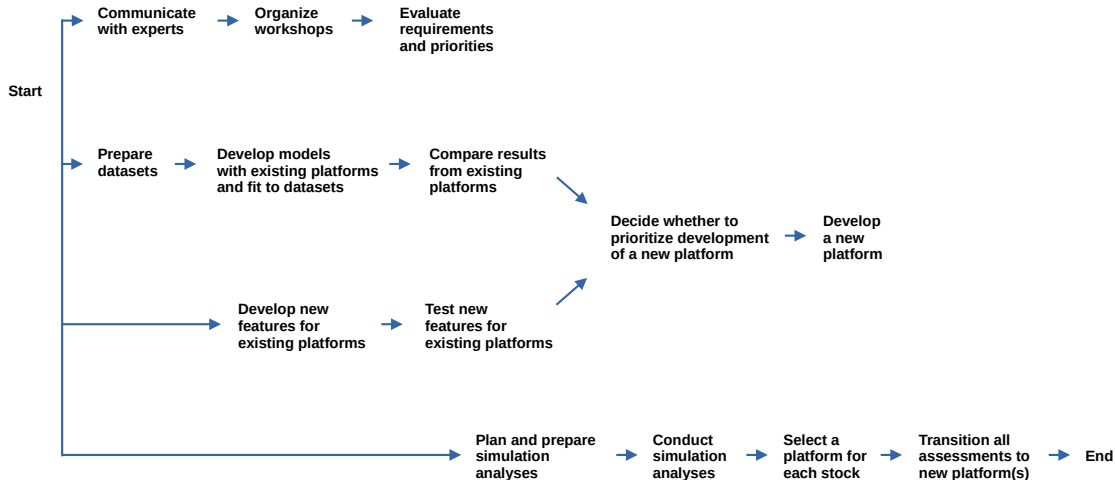 Communicate
with experts
Organize
workshops
Evaluate
requirements
and priorities
Start
Prepare
datasets
Develop models
with existing platforms
and fit to datasets
Compare results
from existing
platforms
Decide whether to
prioritize development
of a new platform
Develop
a new
platform
Develop new
features for
existing platforms
Test new
features for
existing platforms
Plan and prepare
simulation
analyses
Conduct
simulation
analyses
Select a
platform for
each stock
Transition all
assessments to
new platform(s)
End